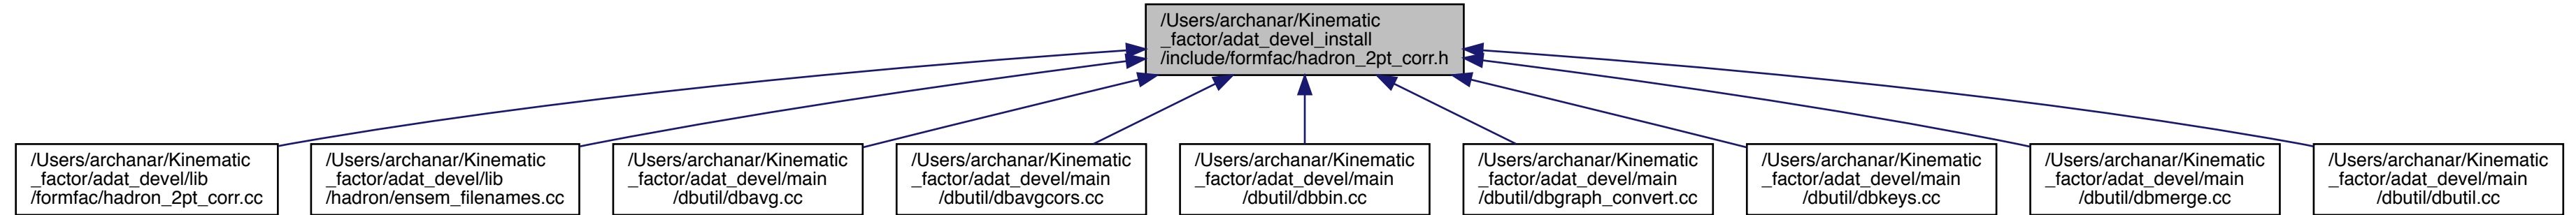 /Users/archanar/Kinematic
_factor/adat_devel_install
/include/formfac/hadron_2pt_corr.h
/Users/archanar/Kinematic
_factor/adat_devel/lib
/formfac/hadron_2pt_corr.cc
/Users/archanar/Kinematic
_factor/adat_devel/lib
/hadron/ensem_filenames.cc
/Users/archanar/Kinematic
_factor/adat_devel/main
/dbutil/dbavg.cc
/Users/archanar/Kinematic
_factor/adat_devel/main
/dbutil/dbavgcors.cc
/Users/archanar/Kinematic
_factor/adat_devel/main
/dbutil/dbbin.cc
/Users/archanar/Kinematic
_factor/adat_devel/main
/dbutil/dbgraph_convert.cc
/Users/archanar/Kinematic
_factor/adat_devel/main
/dbutil/dbkeys.cc
/Users/archanar/Kinematic
_factor/adat_devel/main
/dbutil/dbmerge.cc
/Users/archanar/Kinematic
_factor/adat_devel/main
/dbutil/dbutil.cc